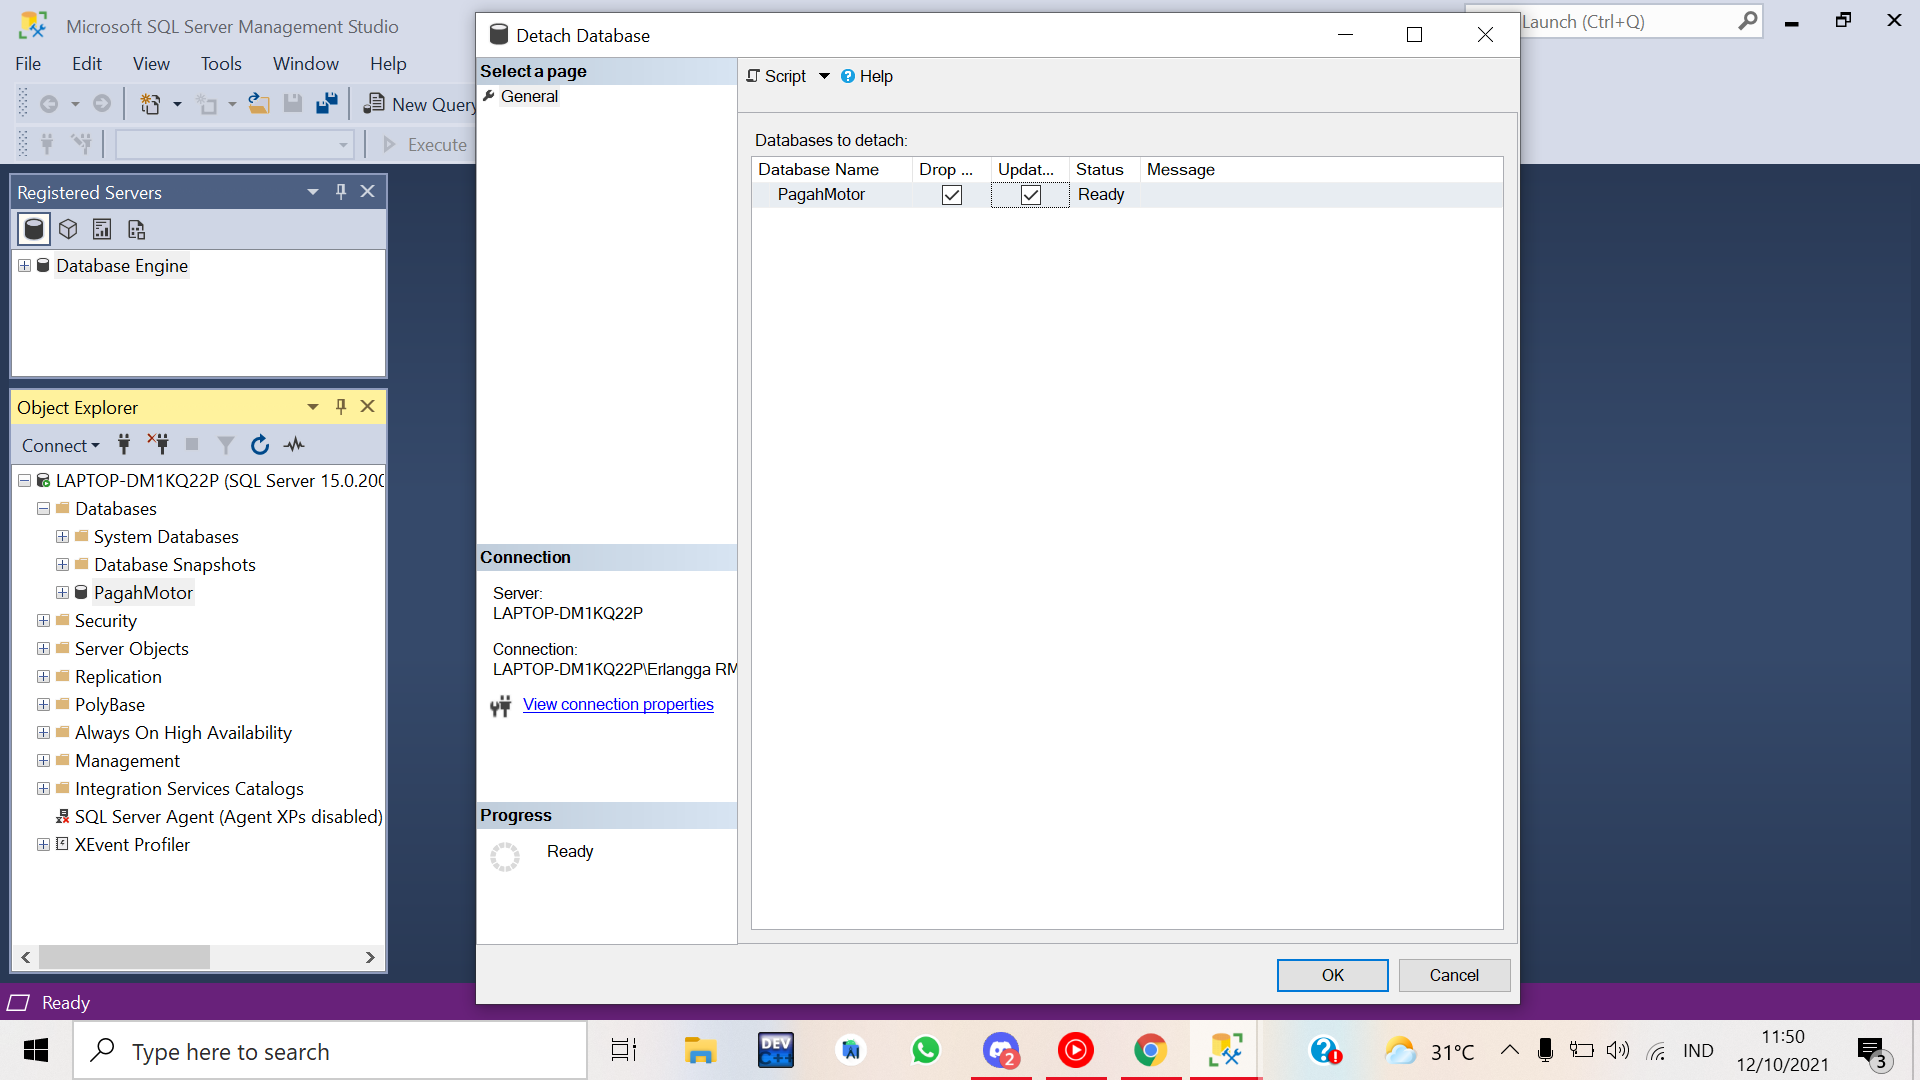 Microsoft SQL Server Management Studio
Launch (Ctrl+Q)
File Edit View Tools Window Help
New Query
Execute
Registered Servers
Database Engine
Object Explorer
Connect
LAPTOP-DM1KQ22P (SQL Server 15.0.200
Databases
System Databases
Database Snapshots
PagahMotor
Security
Server Objects
Replication
PolyBase
Always On High Availability
Management
Integration Services Catalogs
SQL Server Agent (Agent XPs disabled)
XEvent Profiler
Ready
Detach Database
Select a page
General
Connection
Server:
LAPTOP-DM1KQ22P
Connection:
LAPTOP-DM1KQ22P\Erlangga RM
View connection properties
Progress
Ready
Script Help
Databases to detach:
Database Name Drop ... Updat... Status Message
PagahMotor Ready
OK Cancel
Type here to search
DEV
C++
2
31°C
IND
11:50
12/10/2021
3